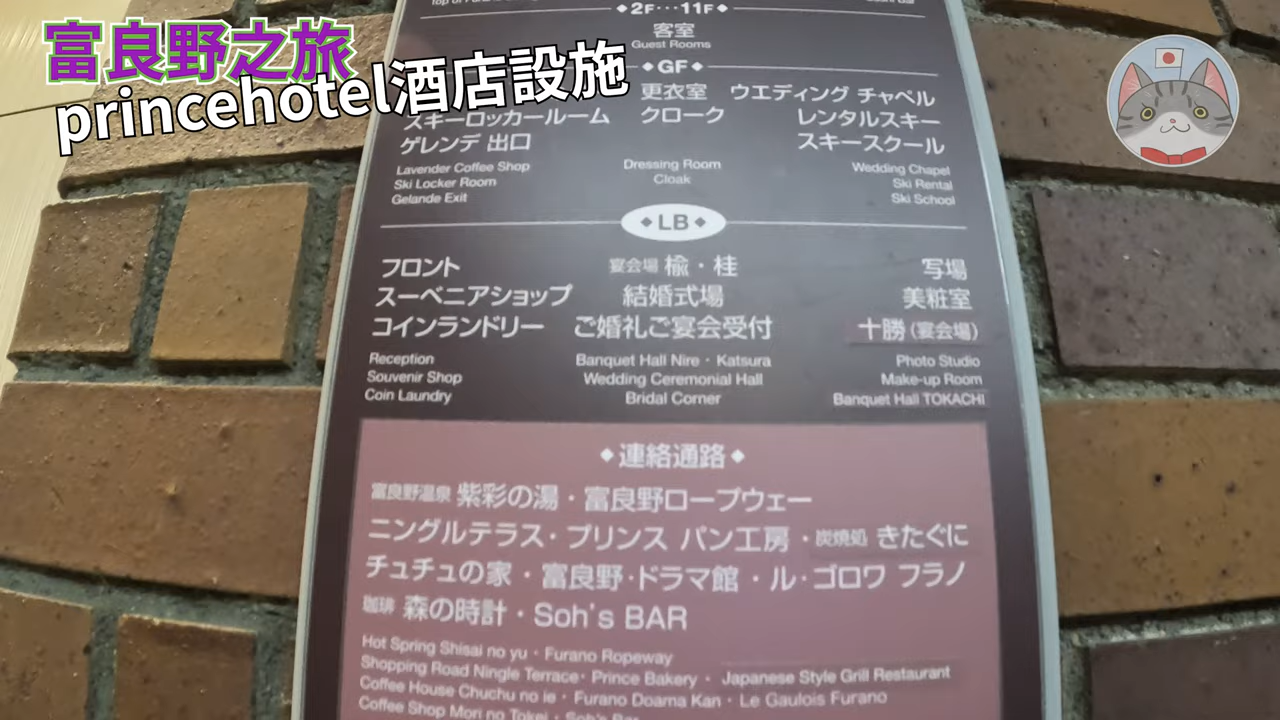 富良野之旅
princehotel酒店設施
◆2F･･･11F◆
客室
Guest Rooms
◆GF◆
更衣室 ウエディング チャペル
スキーロッカールーム クローク レンタルスキー
ゲレンデ 出口 スキースクール
Lavender Coffee Shop Dressing Room Wedding Chapel
Ski Locker Room Cloak Ski Rental
Gelande Exit Ski School
◆LB◆
フロント 宴会場 楡・桂 写場
スーベニアショップ 結婚式場 美粧室
コインランドリー ご婚礼ご宴会受付 十勝(宴会場)
Reception Banquet Hall Nire・Katsura Photo Studio
Souvenir Shop Wedding Ceremonial Hall Make-up Room
Coin Laundry Bridal Corner Banquet Hall TOKACHI
◆連絡通路◆
富良野温泉 紫彩の湯・富良野ロープウェー
ニングルテラス・プリンス パン工房・炭焼処 きたぐに
チュチュの家・富良野・ドラマ館・ル・ゴロワ フラノ
珈琲 森の時計・Soh's BAR
Hot Spring Shisai no yu・Furano Ropeway
Shopping Road Ningle Terrace・Prince Bakery・Japanese Style Grill Restaurant
Coffee House Chuchu no ie・Furano Doama Kan・Le Gaulois Furano
Coffee Shop Mori no Tokei・Soh's Bar